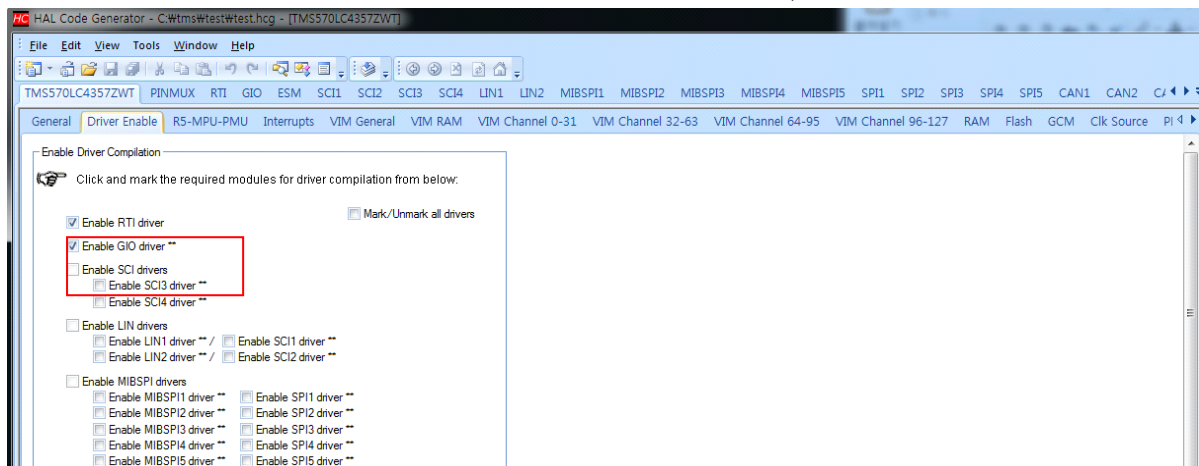 HC HAL Code Generator - C:₩tms₩test₩test.hcg - [TMS570LC4357ZWT]
File Edit View Tools Window Help
TMS570LC4357ZWT PINMUX RTI GIO ESM SCI1 SCI2 SCI3 SCI4 LIN1 LIN2 MIBSPI1 MIBSPI2 MIBSPI3 MIBSPI4 MIBSPI5 SPI1 SPI2 SPI3 SPI4 SPI5 CAN1 CAN2
General Driver Enable R5-MPU-PMU Interrupts VIM General VIM RAM VIM Channel 0-31 VIM Channel 32-63 VIM Channel 64-95 VIM Channel 96-127 RAM Flash GCM Clk Source
Enable Driver Compilation
Click and mark the required modules for driver compilation from below:
Mark/Unmark all drivers
Enable RTI driver
Enable GIO driver **
Enable SCI drivers
Enable SCI3 driver **
Enable SCI4 driver **
Enable LIN drivers
Enable LIN1 driver ** / Enable SCI1 driver **
Enable LIN2 driver ** / Enable SCI2 driver **
Enable MIBSPI drivers
Enable MIBSPI1 driver ** Enable SPI1 driver **
Enable MIBSPI2 driver ** Enable SPI2 driver **
Enable MIBSPI3 driver ** Enable SPI3 driver **
Enable MIBSPI4 driver ** Enable SPI4 driver **
Enable MIBSPI5 driver ** Enable SPI5 driver **